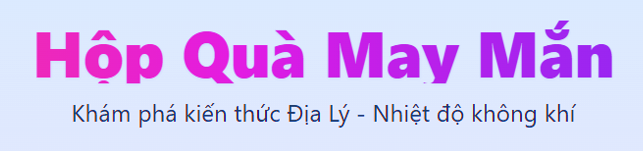 Hộp Quà May Mắn
Khám phá kiến thức Địa Lý - Nhiệt độ không khí